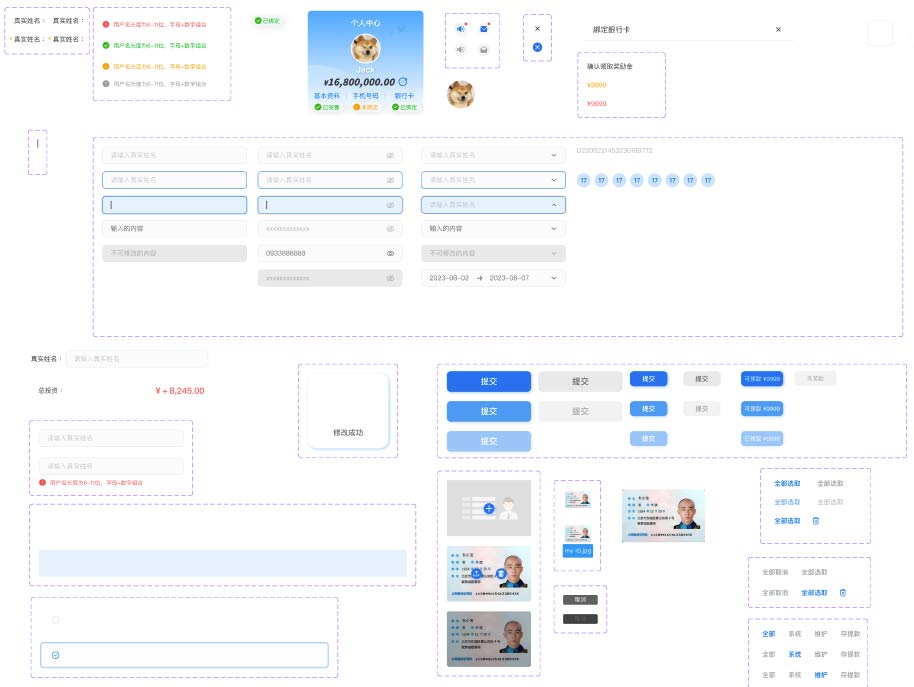 真实姓名： 真实姓名：
*真实姓名： *真实姓名：
用户名长度为6-11位，字母+数字组合
用户名长度为6-11位，字母+数字组合
用户名长度为6-11位，字母+数字组合
用户名长度为6-11位，字母+数字组合
已绑定
个人中心
Jack
¥16,800,000.00
基本资料 手机号码 银行卡
已完善 未绑定 已绑定
绑定银行卡
确认领取奖励金
¥9999
¥9999
请输入真实姓名 请输入真实姓名 请输入真实姓名
请输入真实姓名 请输入真实姓名 请输入真实姓名
请输入真实姓名
输入的内容 xxxxxxxxxxxxx 输入的内容
不可修改的内容 0933888888 不可修改的内容
xxxxxxxxxxxxx 2023-08-02 → 2023-08-07
17 17 17 17 17 17 17 17
真实姓名： 请输入真实姓名
总投资： ¥ + 8,245.00
请输入真实姓名
请输入真实姓名
用户名长度为6-11位，字母+数字组合
修改成功
提交 提交 提交 提交 可领取 ¥9999 无奖励
提交 提交 提交 提交 可领取 ¥9999
提交 提交 已领取 ¥9999
my-ID.jpg
取消
全部选取 全部选取
全部选取 全部选取
全部选取
全部取消 全部选取
全部取消 全部选取
全部 系统 维护 存提款
全部 系统 维护 存提款
全部 系统 维护 存提款